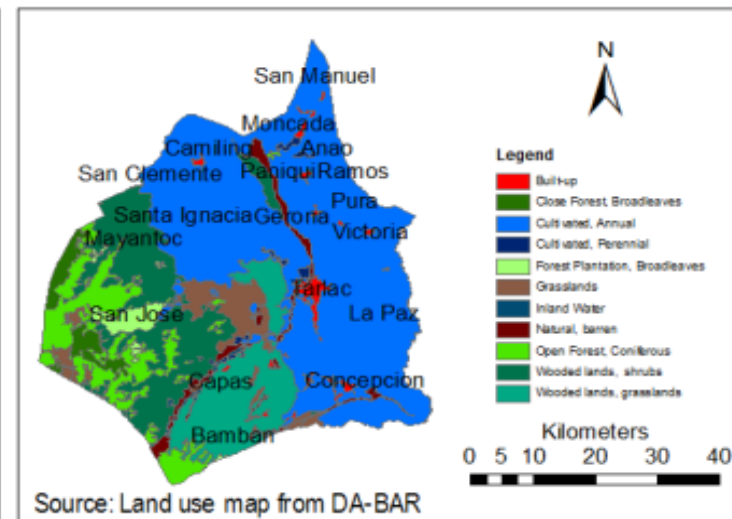 San Manuel
Moncada
Camiling Anao
Paniqui Ramos
San Clemente
Pura
Santa Ignacia Gerona
Victoria
Mayantoc
Tarlac
San Jose
La Paz
Capas
Concepcion
Bamban
N
Legend
Built-up
Close Forest, Broadleaves
Cultivated, Annual
Cultivated, Perennial
Forest Plantation, Broadleaves
Grasslands
Inland Water
Natural, barren
Open Forest, Coniferous
Wooded lands, shrubs
Wooded lands, grasslands
Kilometers
0 5 10 20 30 40
Source: Land use map from DA-BAR